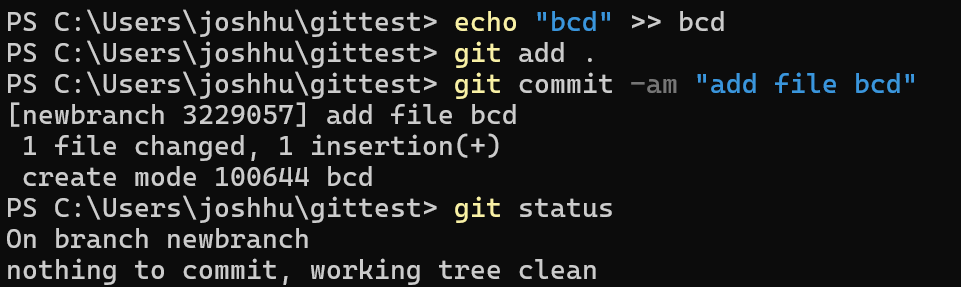 PS C:\Users\joshhu\gittest> echo "bcd" >> bcd
PS C:\Users\joshhu\gittest> git add .
PS C:\Users\joshhu\gittest> git commit -am "add file bcd"
[newbranch 3229057] add file bcd
 1 file changed, 1 insertion(+)
 create mode 100644 bcd
PS C:\Users\joshhu\gittest> git status
On branch newbranch
nothing to commit, working tree clean